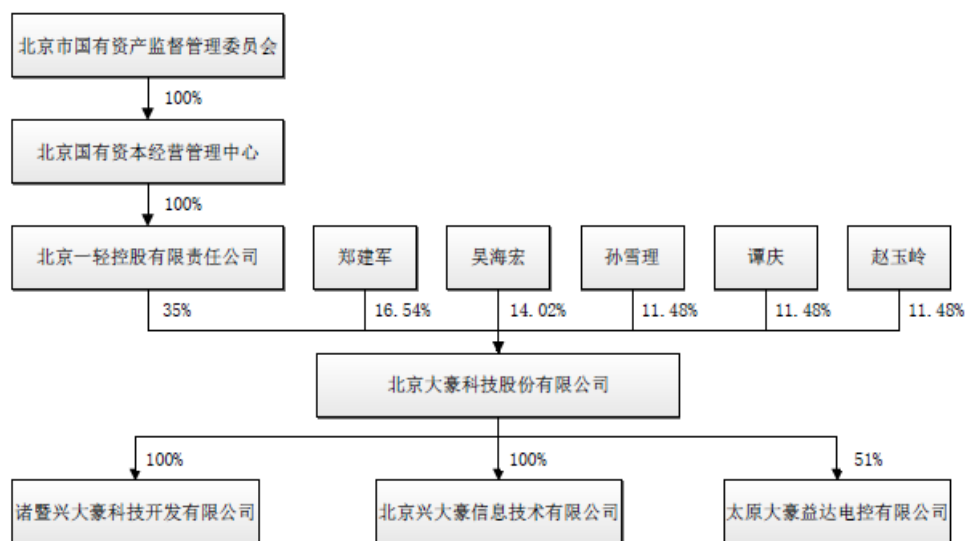 北京市国有资产监督管理委员会
100%
北京国有资本经营管理中心
100%
北京一轻控股有限责任公司
郑建军
吴海宏
孙雪理
谭庆
赵玉岭
35%
16.54%
14.02%
11.48%
11.48%
11.48%
北京大豪科技股份有限公司
100%
100%
51%
诸暨兴大豪科技开发有限公司
北京兴大豪信息技术有限公司
太原大豪益达电控有限公司